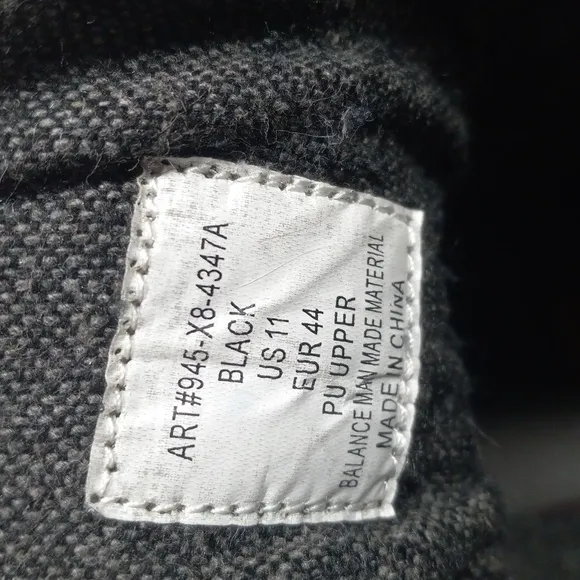 ART#945-X8-4347A
BLACK
US 11
EUR 44
PU UPPER
BALANCE MAN MADE MATERIAL
MADE IN CHINA